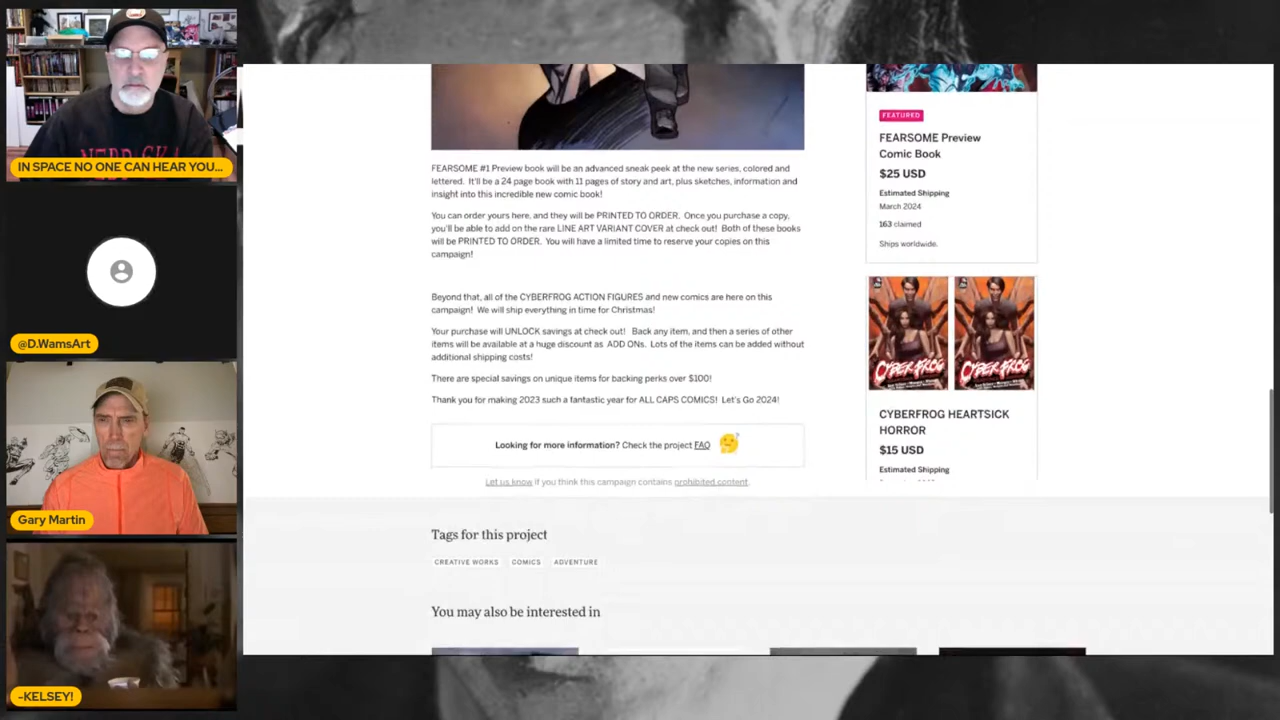 IN SPACE NO ONE CAN HEAR YOU...
@D.WamsArt
Gary Martin
-KELSEY!
FEARSOME #1 Preview book will be an advanced sneak peek at the new series, colored and
lettered. It'll be a 24 page book with 11 pages of story and art, plus sketches, information and
insight into this incredible new comic book!
You can order yours here, and they will be PRINTED TO ORDER. Once you purchase a copy,
you'll be able to add on the rare LINE ART VARIANT COVER at check out! Both of these books
will be PRINTED TO ORDER. You will have a limited time to reserve your copies on this
campaign!
Beyond that, all of the CYBERFROG ACTION FIGURES and new comics are here on this
campaign! We will ship everything in time for Christmas!
Your purchase will UNLOCK savings at check out! Back any item, and then a series of other
items will be available at a huge discount as ADD ONs. Lots of the items can be added without
additional shipping costs!
There are special savings on unique items for backing perks over $100!
Thank you for making 2023 such a fantastic year for ALL CAPS COMICS! Let's Go 2024!
Looking for more information? Check the project FAQ
Let us know if you think this campaign contains prohibited content.
FEATURED
FEARSOME Preview
Comic Book
$25 USD
Estimated Shipping
March 2024
163 claimed
Ships worldwide.
CYBERFROG CYBERFROG
CYBERFROG HEARTSICK
HORROR
$15 USD
Estimated Shipping
Tags for this project
CREATIVE WORKS COMICS ADVENTURE
You may also be interested in